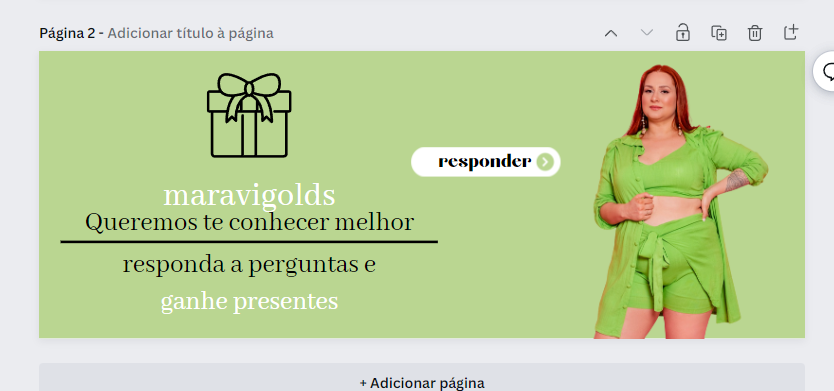 Página 2 - Adicionar título à página
maravigolds
Queremos te conhecer melhor
responda a perguntas e
ganhe presentes
responder
+ Adicionar página